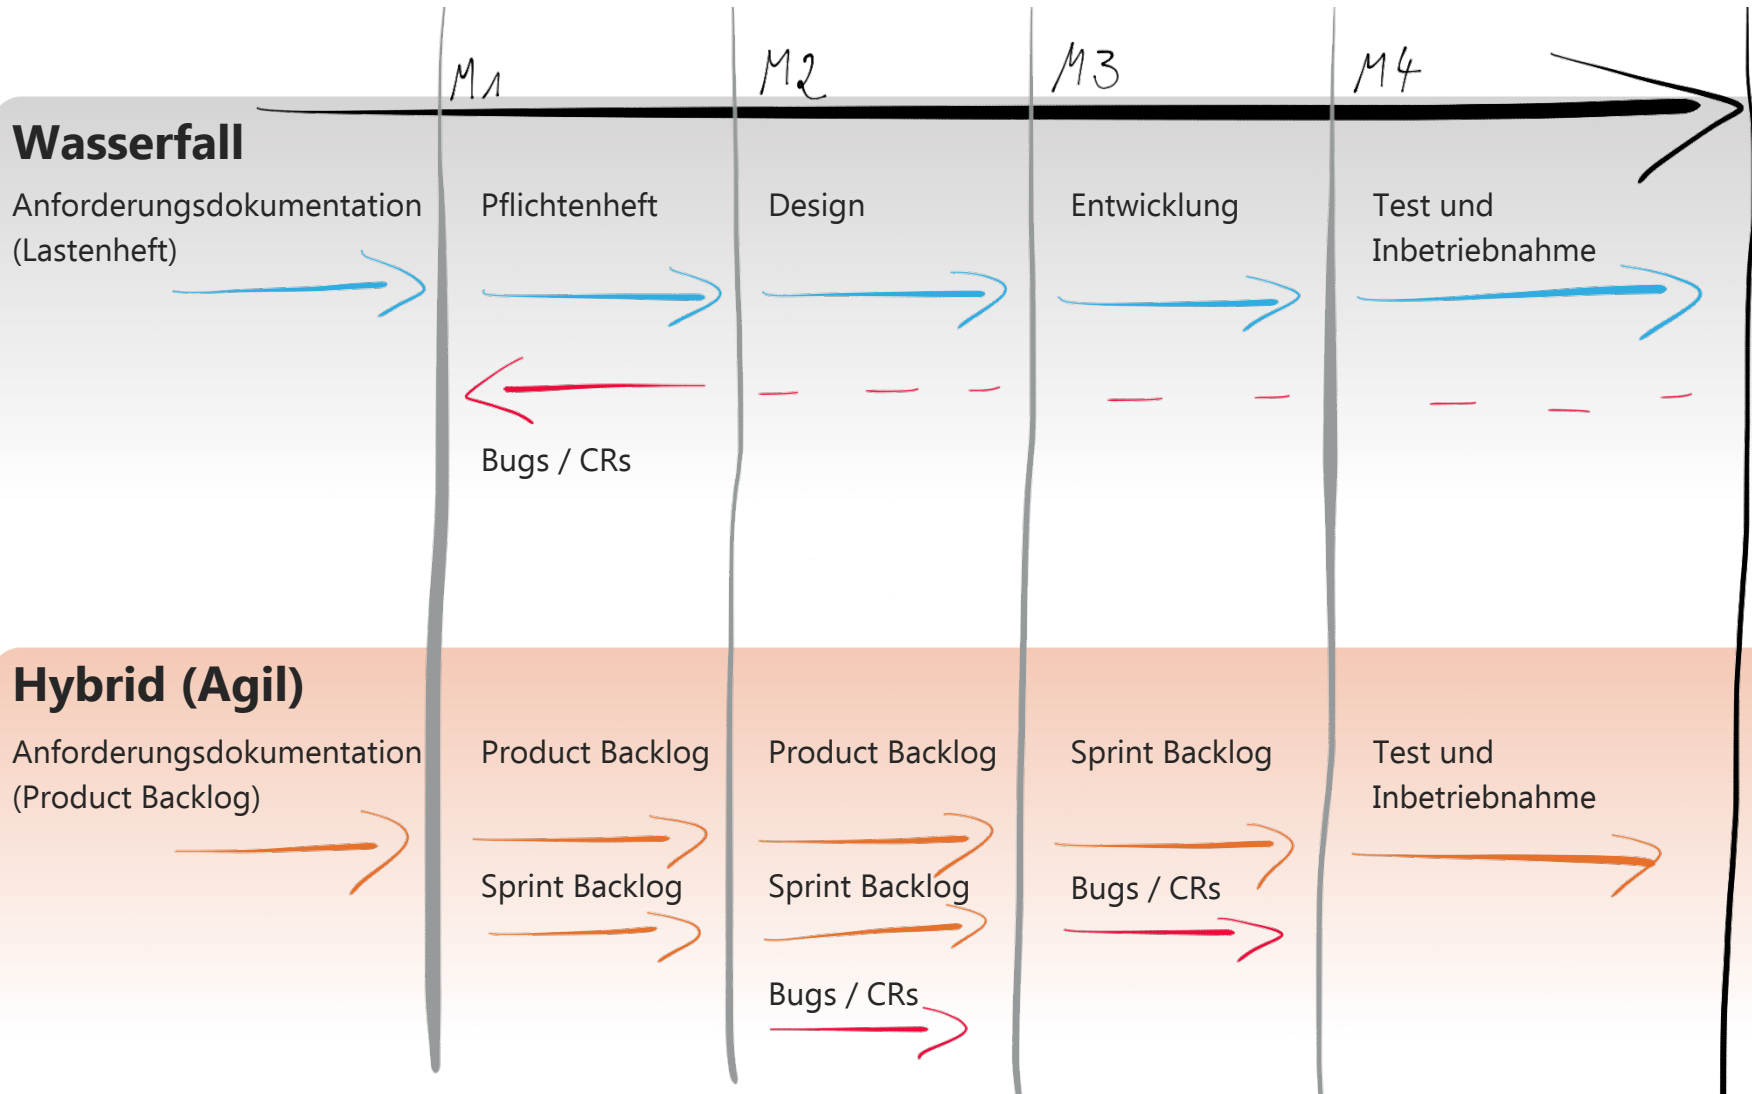 M1
M2
M3
M4
Wasserfall
Anforderungsdokumentation
(Lastenheft)
Pflichtenheft
Design
Entwicklung
Test und
Inbetriebnahme
Bugs / CRs
Hybrid (Agil)
Anforderungsdokumentation
(Product Backlog)
Product Backlog
Sprint Backlog
Product Backlog
Sprint Backlog
Bugs / CRs
Sprint Backlog
Bugs / CRs
Test und
Inbetriebnahme